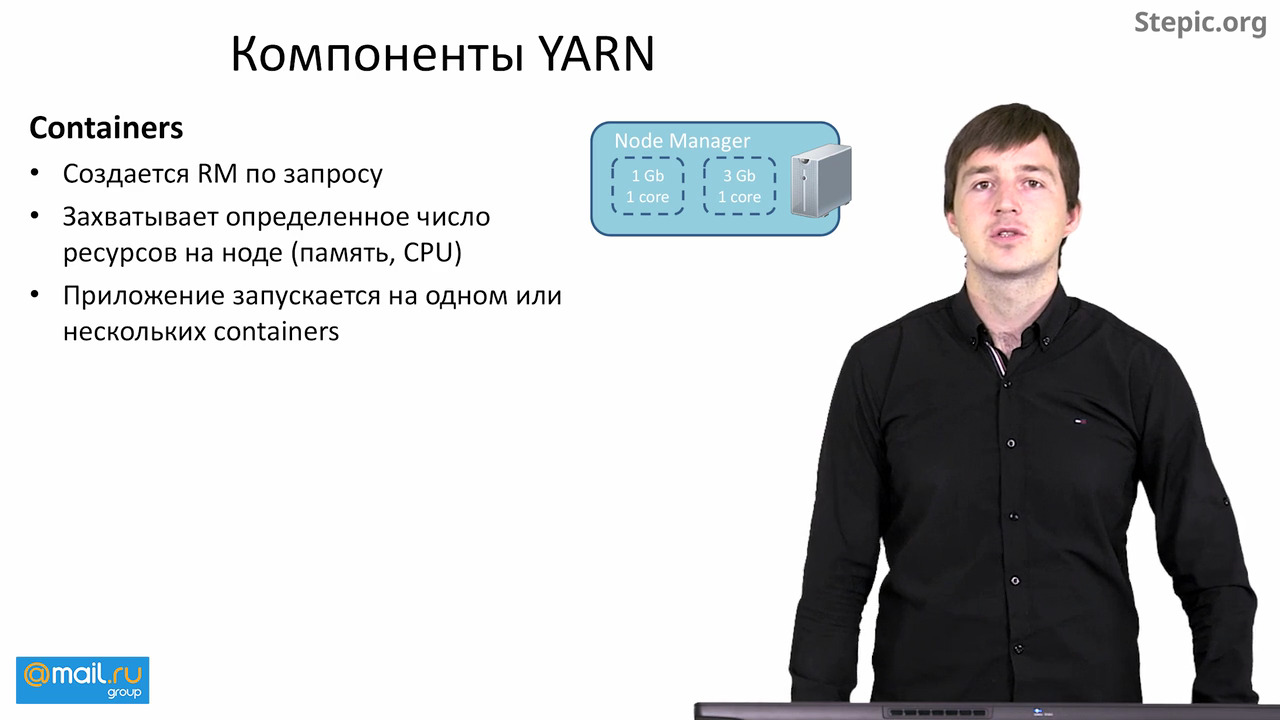 Stepic.org
Компоненты YARN
Containers
• Создается RM по запросу
• Захватывает определенное число
ресурсов на ноде (память, CPU)
• Приложение запускается на одном или
нескольких containers
Node Manager
1 Gb
1 core
3 Gb
1 core
@mail.ru
group